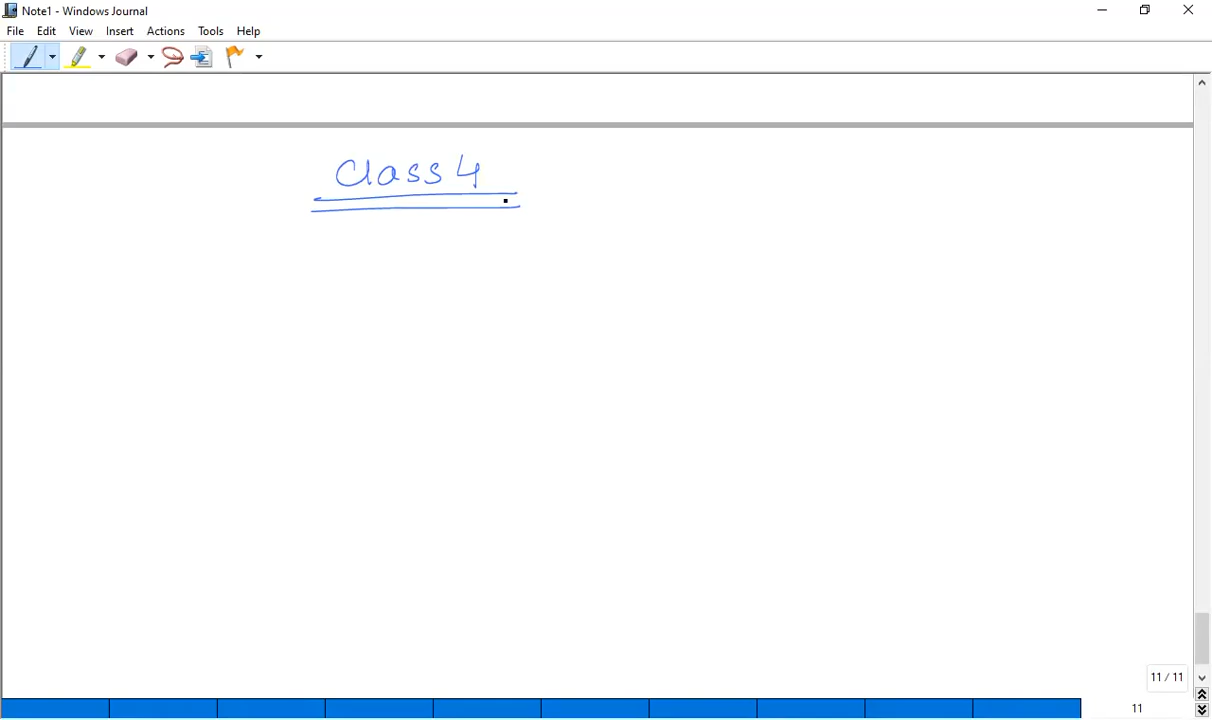 Note1 - Windows Journal
File Edit View Insert Actions Tools Help
Class 4
11 / 11
11